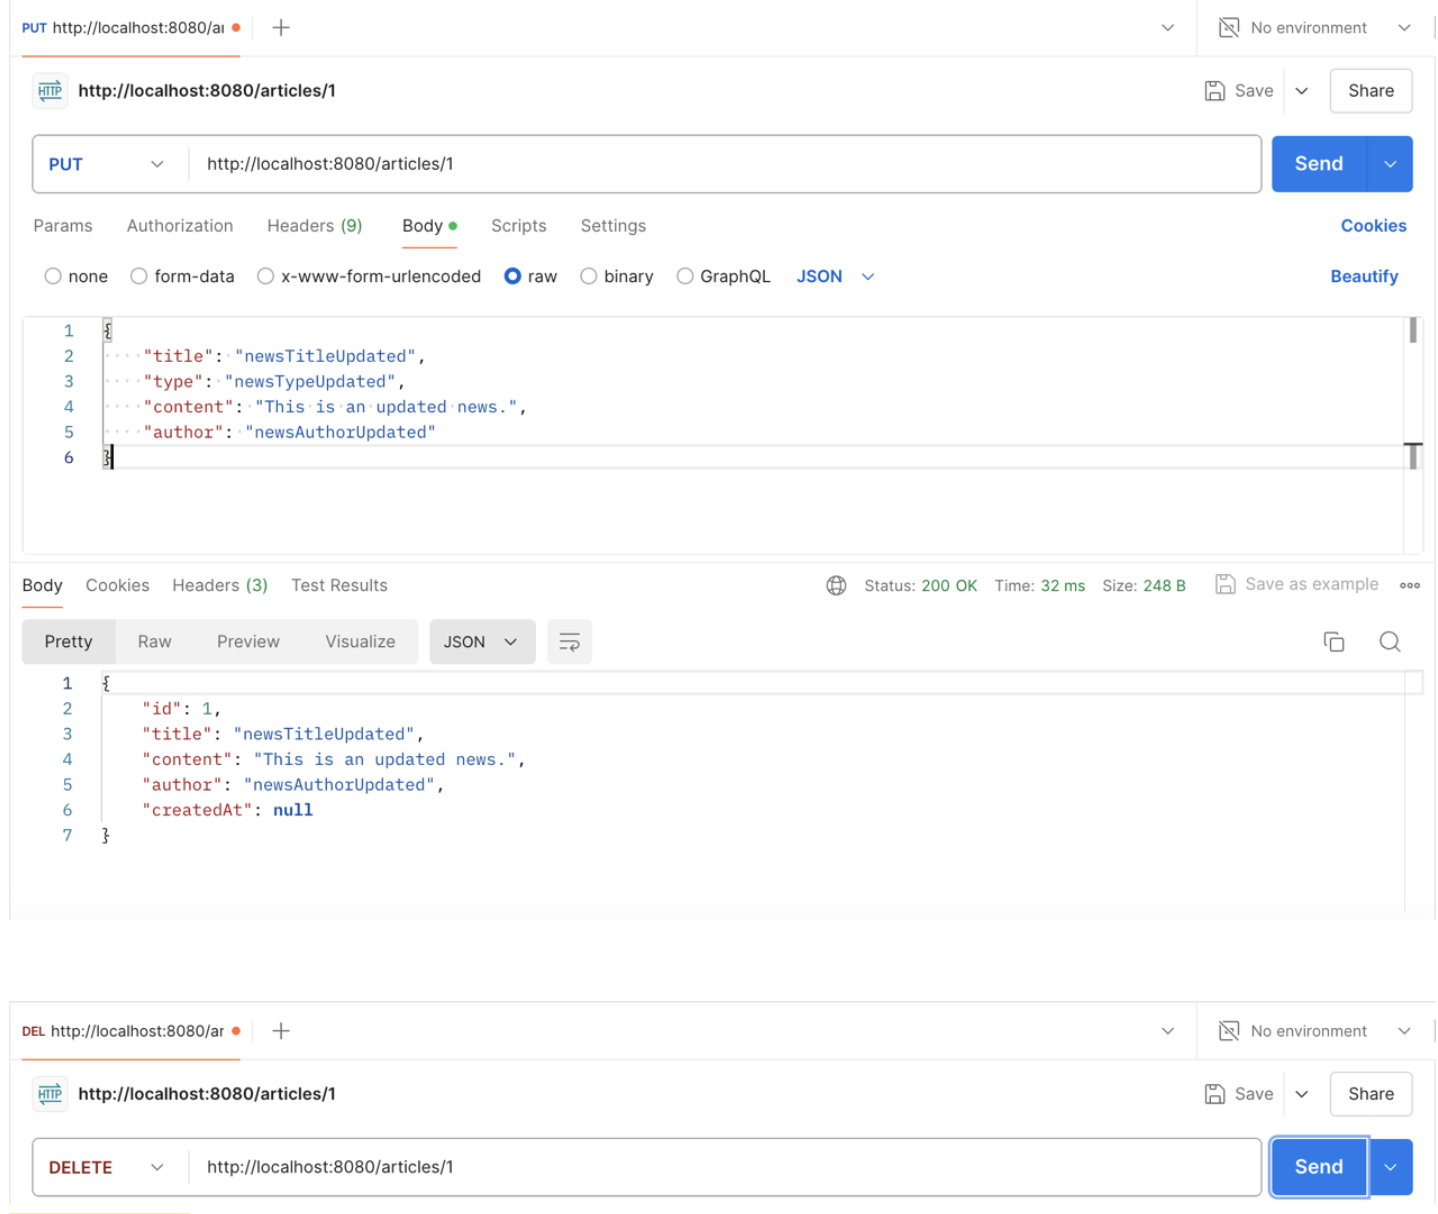 PUT http://localhost:8080/ar
No environment
HTTP http://localhost:8080/articles/1
Save
Share
PUT http://localhost:8080/articles/1
Send
Params Authorization Headers (9) Body Scripts Settings Cookies
none form-data x-www-form-urlencoded raw binary GraphQL JSON Beautify
1 {
2 ····"title":·"newsTitleUpdated",
3 ····"type":·"newsTypeUpdated",
4 ····"content":·"This·is·an·updated·news.",
5 ····"author":·"newsAuthorUpdated"
6 }
Body Cookies Headers (3) Test Results Status: 200 OK Time: 32 ms Size: 248 B Save as example
Pretty Raw Preview Visualize JSON
1 {
2 "id": 1,
3 "title": "newsTitleUpdated",
4 "content": "This is an updated news.",
5 "author": "newsAuthorUpdated",
6 "createdAt": null
7 }
DEL http://localhost:8080/ar
No environment
HTTP http://localhost:8080/articles/1
Save
Share
DELETE http://localhost:8080/articles/1
Send